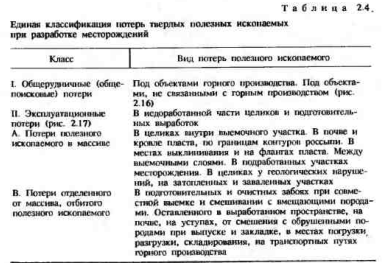 Таблица 2.4.
Единая классификация потерь твердых полезных ископаемых
при разработке месторождений
Класс
Вид потерь полезного ископаемого
I. Общерудничные (обще-
поисковые) потери
Под объектами горного производства. Под объекта-
ми, не связанными с горным производством (рис.
2.16)
II. Эксплуатационные
потери (рис. 2.17)
В недоработанной части целиков и подготовитель-
ных выработок
А. Потери полезного
ископаемого в массиве
В целиках внутри выемочного участка. В почве и
кровле пласта, по границам контуров россыпи. В
местах выклинивания и на флангах пласта. Между
выемочными слоями. В подработанных участках
месторождения. В целиках у геологических наруше-
ний, на затопленных и заваленных участках
В. Потери отделенного
от массива, отбитого
полезного ископаемого
В подготовительных и очистных забоях при совме-
стной выемке и смешивании с вмещающими порода-
ми. Оставленного в выработанном пространстве, на
почве, на уступах, от смешения с обрушенными по-
родами при выпуске и закладке, в местах погрузки,
разгрузки, складирования, на транспортных путях
горного производства